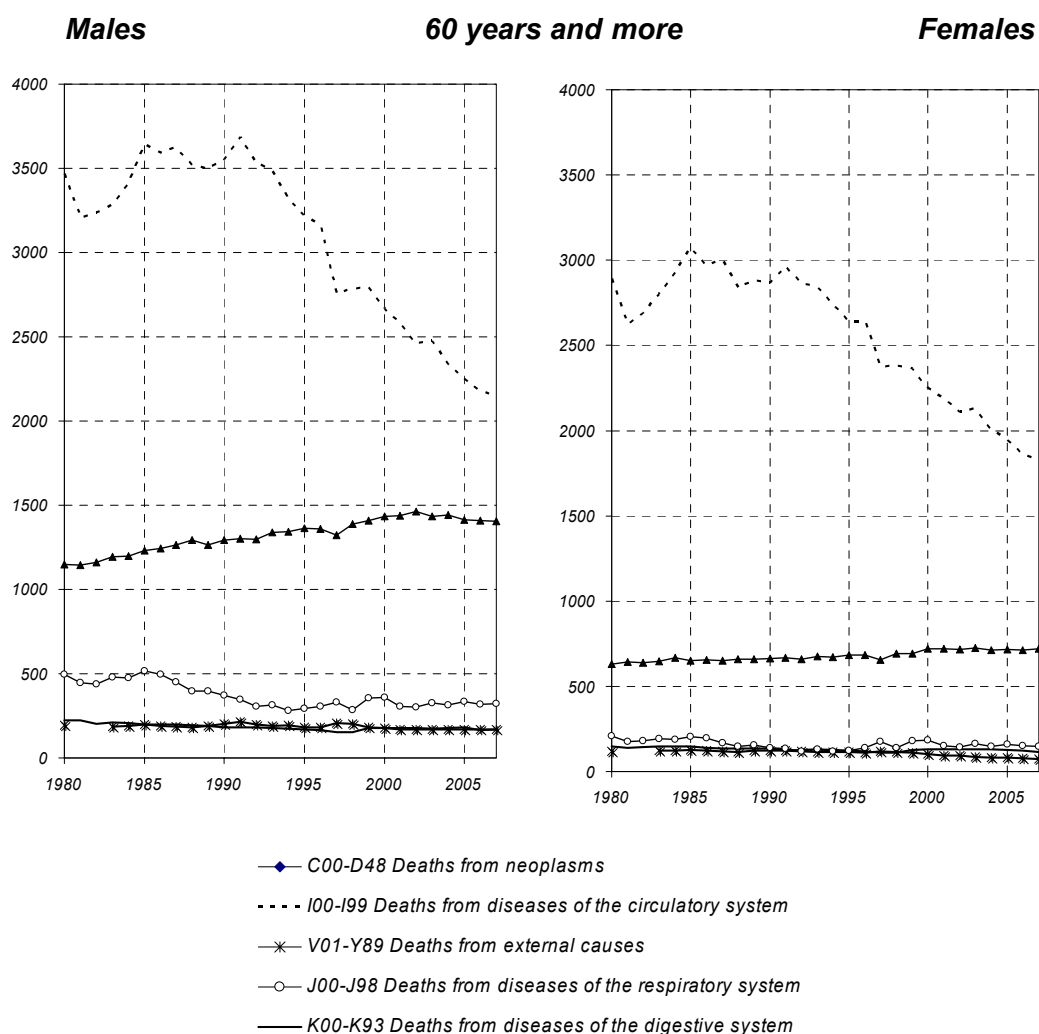 Males 60 years and more Females
4000
3500
3000
2500
2000
1500
1000
500
0
1980 1985 1990 1995 2000 2005
4000
3500
3000
2500
2000
1500
1000
500
0
1980 1985 1990 1995 2000 2005
C00-D48 Deaths from neoplasms
I00-I99 Deaths from diseases of the circulatory system
V01-Y89 Deaths from external causes
J00-J98 Deaths from diseases of the respiratory system
K00-K93 Deaths from diseases of the digestive system